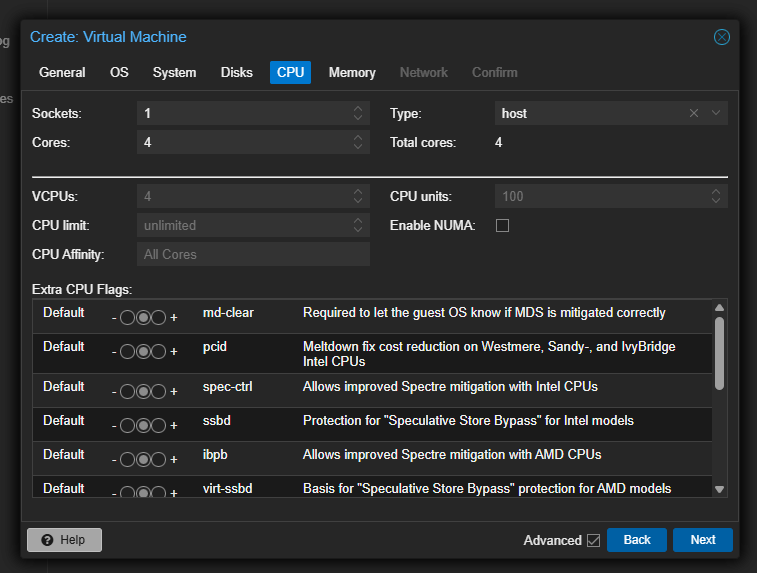 Create: Virtual Machine
og
General OS System Disks CPU Memory Network Confirm
es
Sockets: 1 Type: host
Cores: 4 Total cores: 4
VCPUs: 4 CPU units: 100
CPU limit: unlimited Enable NUMA:
CPU Affinity: All Cores
Extra CPU Flags:
Default - + md-clear Required to let the guest OS know if MDS is mitigated correctly
Default - + pcid Meltdown fix cost reduction on Westmere, Sandy-, and IvyBridge
Intel CPUs
Default - + spec-ctrl Allows improved Spectre mitigation with Intel CPUs
Default - + ssbd Protection for "Speculative Store Bypass" for Intel models
Default - + ibpb Allows improved Spectre mitigation with AMD CPUs
Default - + virt-ssbd Basis for "Speculative Store Bypass" protection for AMD models
? Help Advanced Back Next